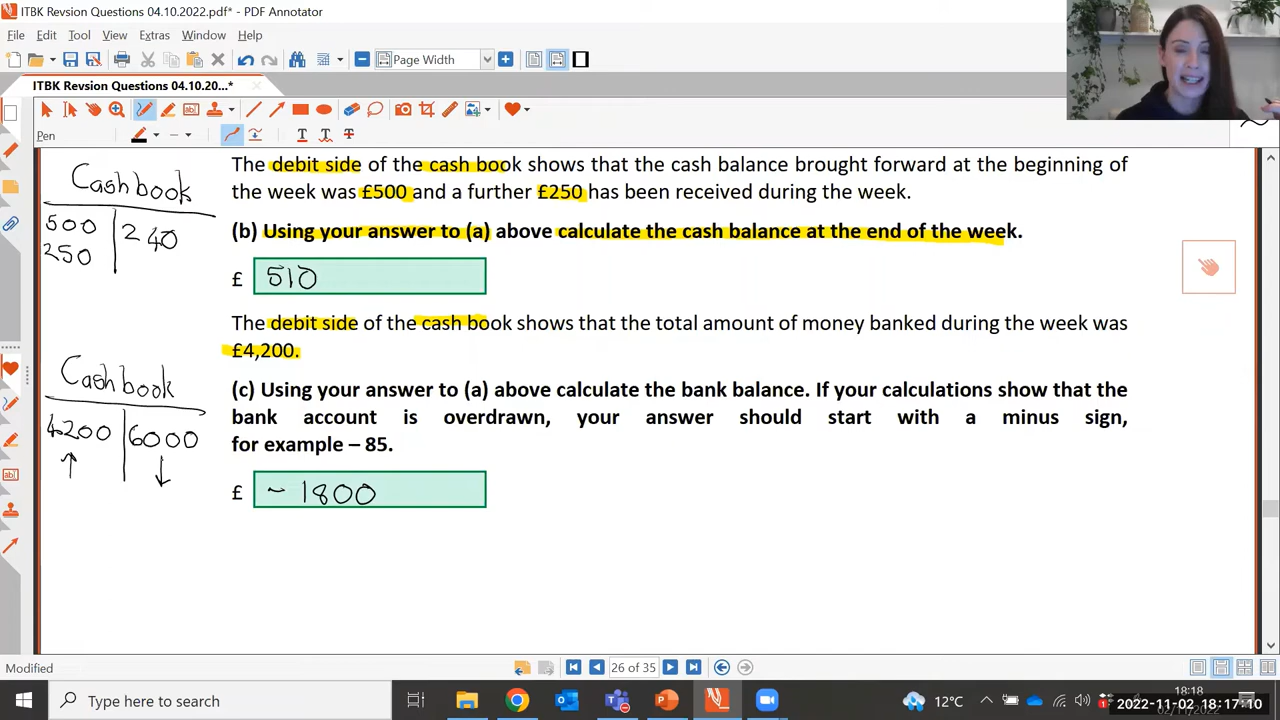 ITBK Revsion Questions 04.10.2022.pdf* - PDF Annotator
File Edit Tool View Extras Window Help
Page Width
ITBK Revsion Questions 04.10.20...*
Pen
The debit side of the cash book shows that the cash balance brought forward at the beginning of
the week was £500 and a further £250 has been received during the week.
Cashbook
500
250
240
(b) Using your answer to (a) above calculate the cash balance at the end of the week.
£ 510
The debit side of the cash book shows that the total amount of money banked during the week was
£4,200.
Cashbook
4200 6000
(c) Using your answer to (a) above calculate the bank balance. If your calculations show that the
bank account is overdrawn, your answer should start with a minus sign,
for example – 85.
£ - 1800
Modified
26 of 35
Type here to search
12°C
18:18
2022-11-02 18:17:10